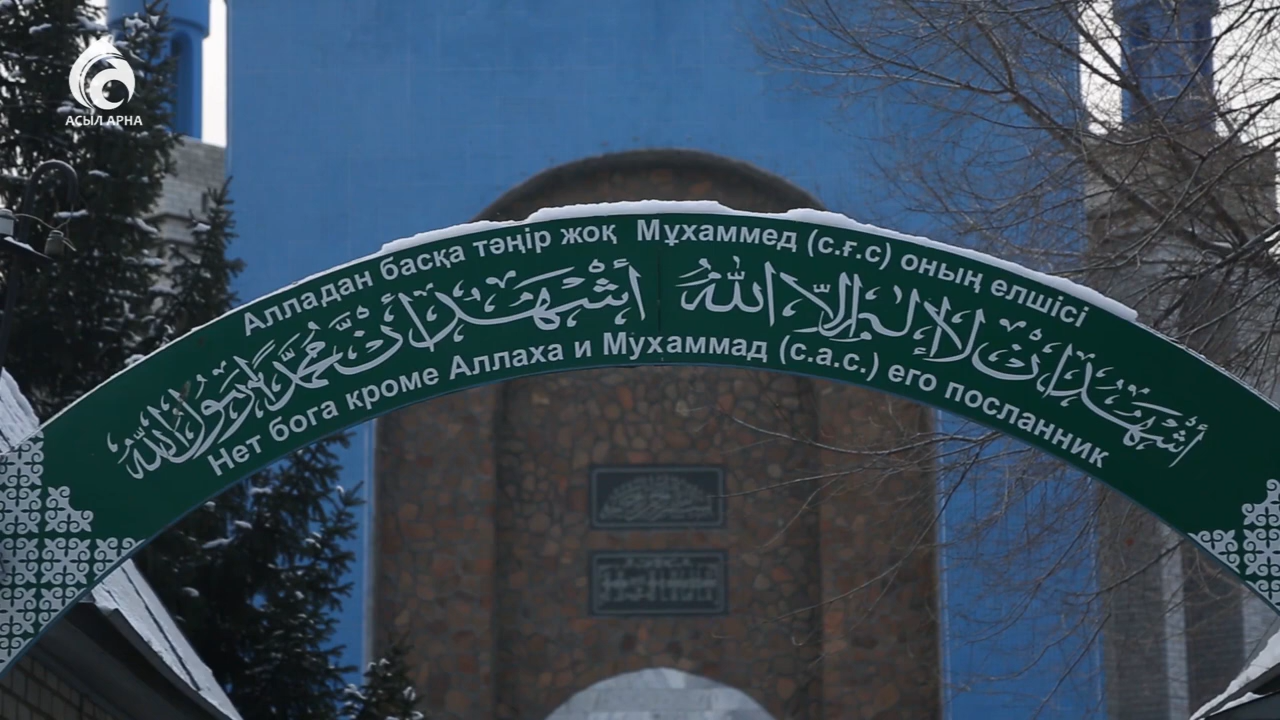 АСЫЛ АРНА
Алладан басқа тәңір жоқ Мұхаммед (с.ғ.с) оның елшісі
أشهد أن لا إله إلا الله أشهد أن محمدا رسول الله
Нет бога кроме Аллаха и Мухаммад (с.а.с.) его посланник